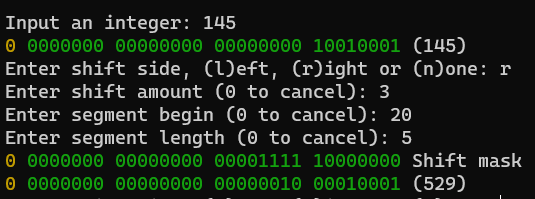 Input an integer: 145
0 0000000 00000000 00000000 10010001 (145)
Enter shift side, (l)eft, (r)ight or (n)one: r
Enter shift amount (0 to cancel): 3
Enter segment begin (0 to cancel): 20
Enter segment length (0 to cancel): 5
0 0000000 00000000 00001111 10000000 Shift mask
0 0000000 00000000 00000010 00010001 (529)